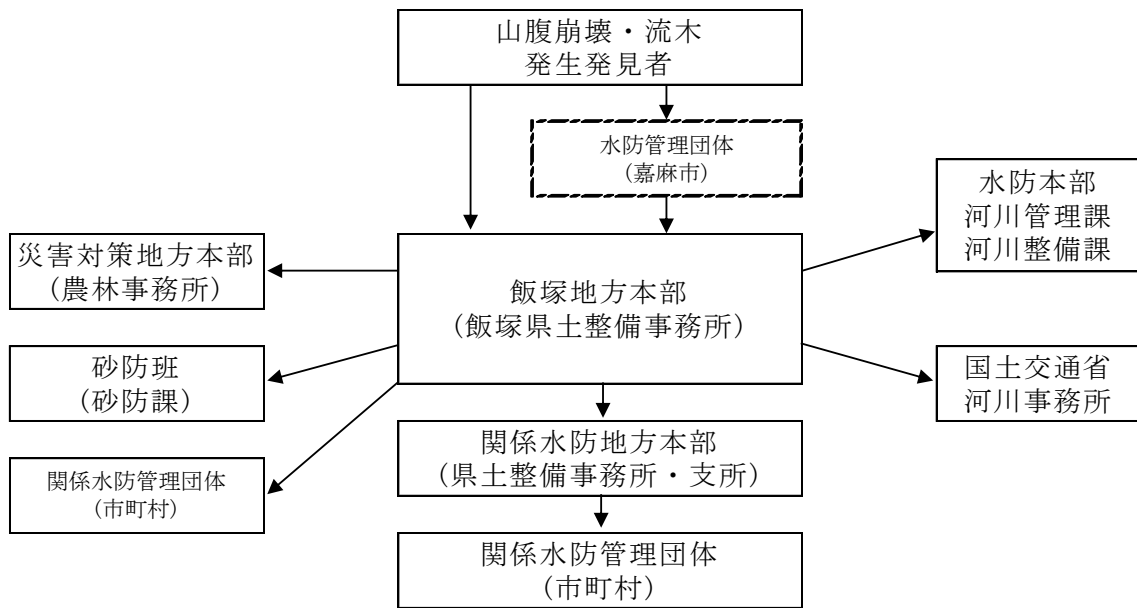 山腹崩壊・流木
発生発見者
水防管理団体
（嘉麻市）
水防本部
河川管理課
河川整備課
災害対策地方本部
（農林事務所）
飯塚地方本部
（飯塚県土整備事務所）
砂防班
（砂防課）
国土交通省
河川事務所
関係水防地方本部
（県土整備事務所・支所）
関係水防管理団体
（市町村）
関係水防管理団体
（市町村）